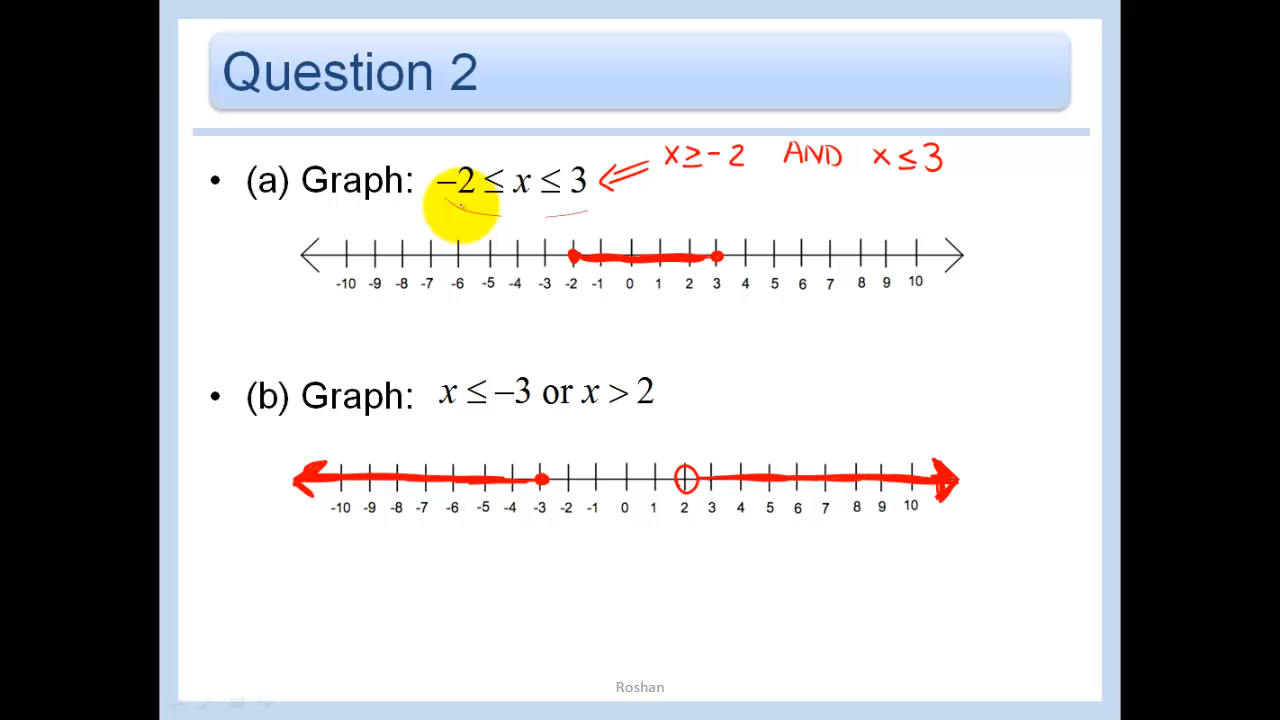 Question 2
x ≥ -2 AND x ≤ 3
• (a) Graph: −2 ≤ x ≤ 3
-10 -9 -8 -7 -6 -5 -4 -3 -2 -1 0 1 2 3 4 5 6 7 8 9 10
• (b) Graph: x ≤ −3 or x > 2
-10 -9 -8 -7 -6 -5 -4 -3 -2 -1 0 1 2 3 4 5 6 7 8 9 10
Roshan